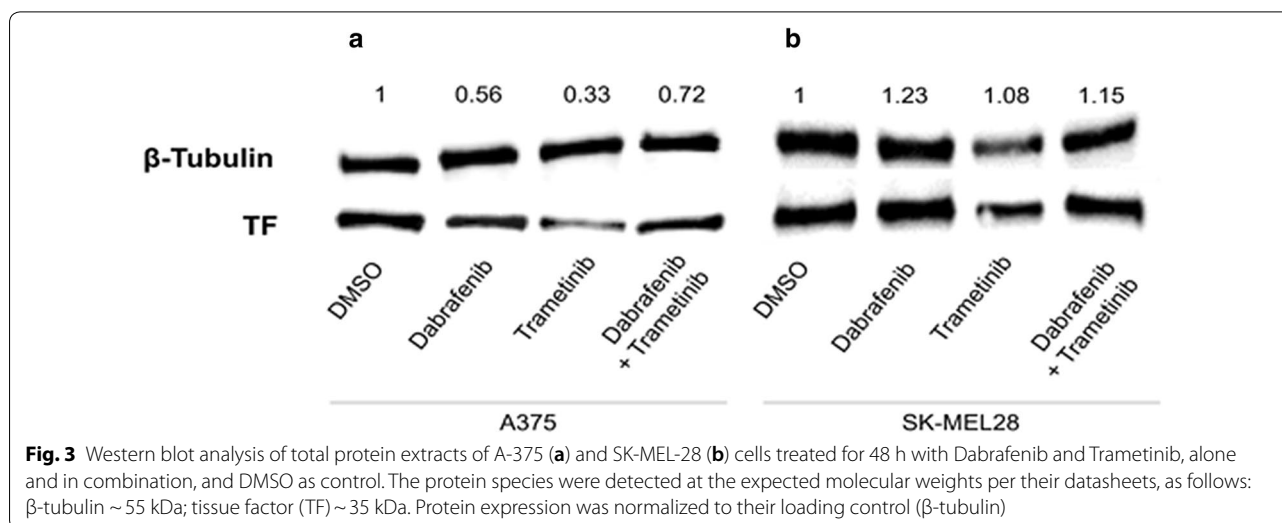 a
b
1 0.56 0.33 0.72 1 1.23 1.08 1.15
β-Tubulin
TF
DMSO
Dabrafenib
Trametinib
Dabrafenib
+ Trametinib
DMSO
Dabrafenib
Trametinib
Dabrafenib
+ Trametinib
A375
SK-MEL28
Fig. 3 Western blot analysis of total protein extracts of A-375 (a) and SK-MEL-28 (b) cells treated for 48 h with Dabrafenib and Trametinib, alone
and in combination, and DMSO as control. The protein species were detected at the expected molecular weights per their datasheets, as follows:
β-tubulin ~ 55 kDa; tissue factor (TF) ~ 35 kDa. Protein expression was normalized to their loading control (β-tubulin)